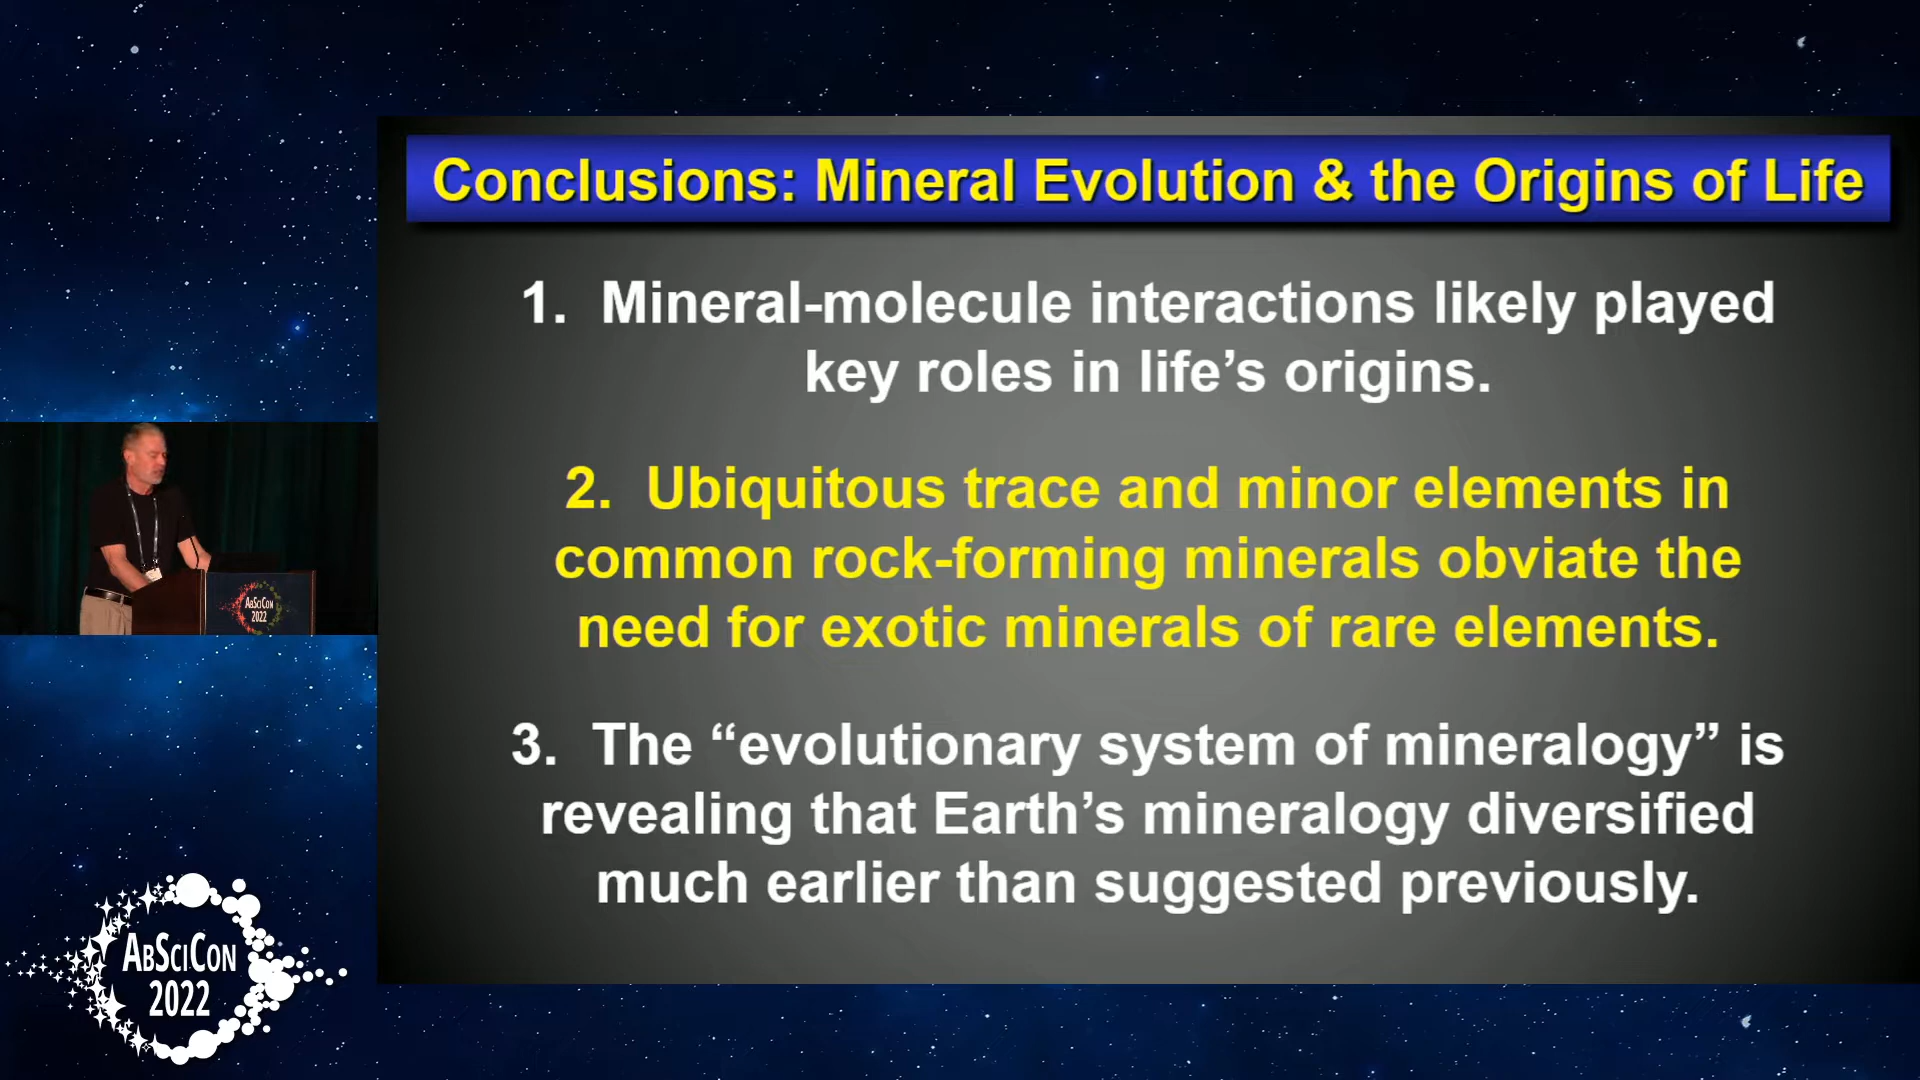 Conclusions: Mineral Evolution & the Origins of Life
1. Mineral-molecule interactions likely played
key roles in life’s origins.
2. Ubiquitous trace and minor elements in
common rock-forming minerals obviate the
need for exotic minerals of rare elements.
3. The “evolutionary system of mineralogy” is
revealing that Earth’s mineralogy diversified
much earlier than suggested previously.
ABSCICON
2022
ABSCICON
2022